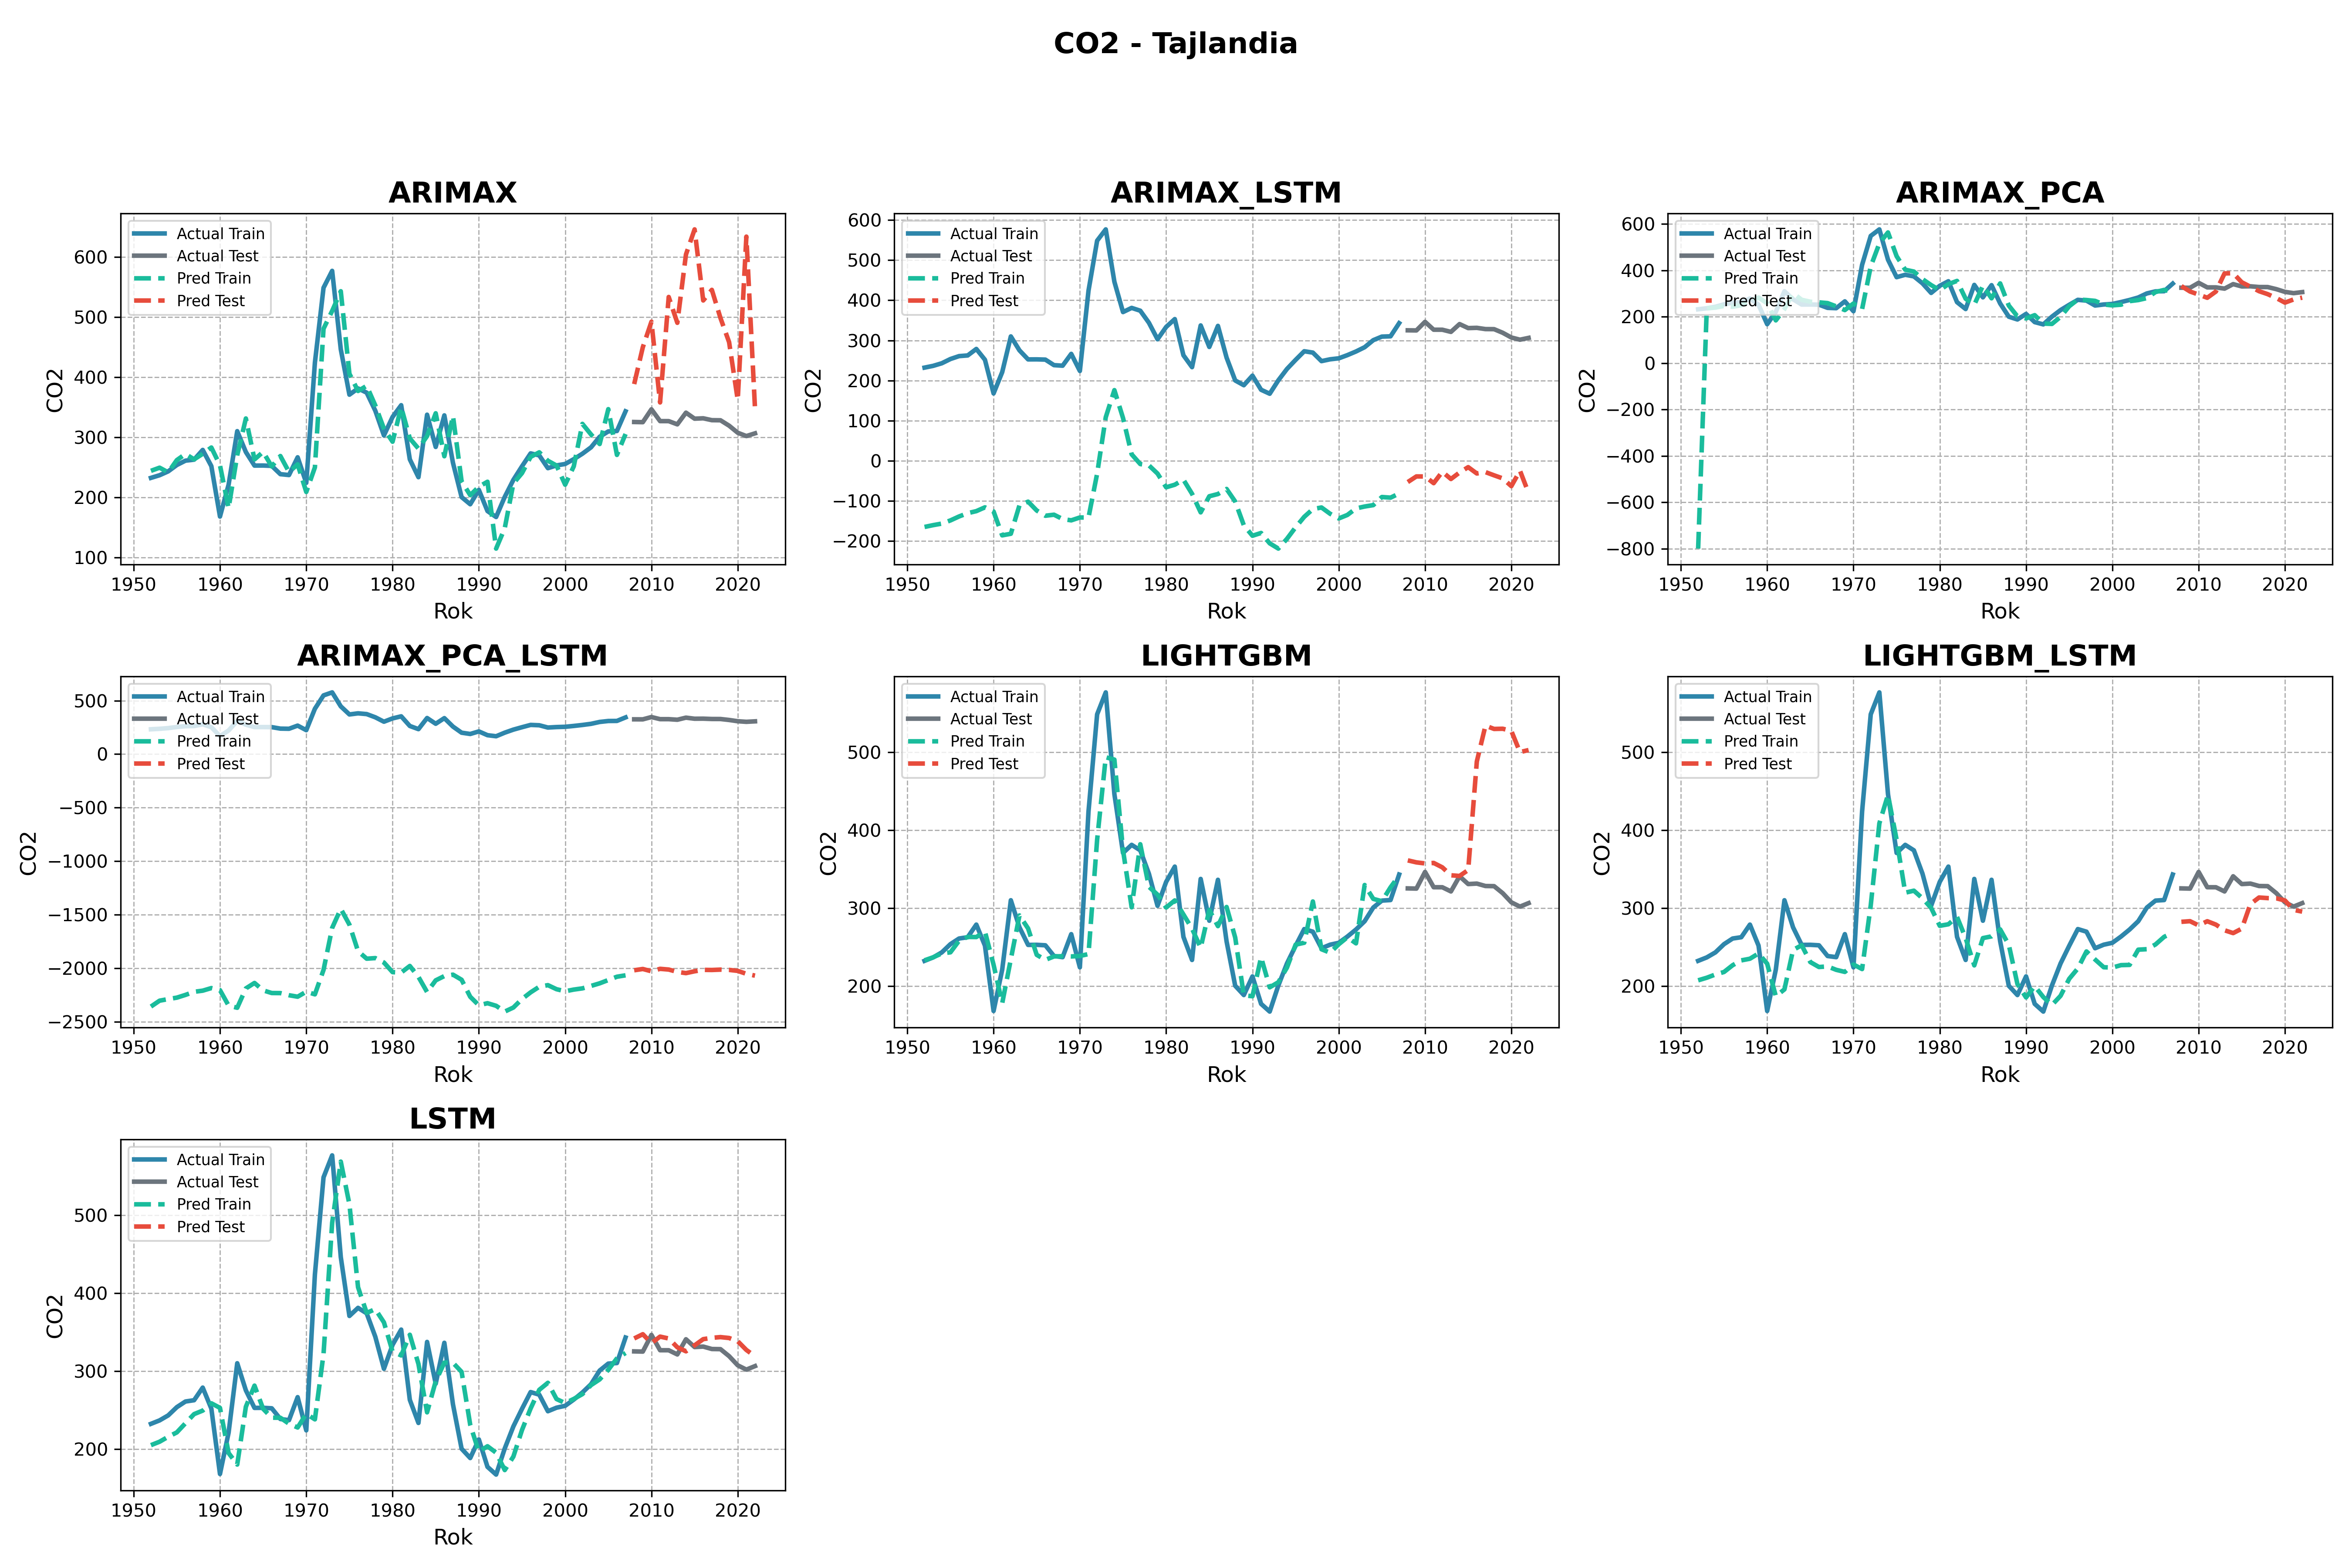 CO2 - Tajlandia
ARIMAX
600
500
400
300
200
100
CO2
Actual Train
Actual Test
Pred Train
Pred Test
1950 1960 1970 1980 1990 2000 2010 2020
Rok
ARIMAX_LSTM
600
500
400
300
200
100
0
−100
−200
CO2
Actual Train
Actual Test
Pred Train
Pred Test
1950 1960 1970 1980 1990 2000 2010 2020
Rok
ARIMAX_PCA
600
400
200
0
−200
−400
−600
−800
CO2
Actual Train
Actual Test
Pred Train
Pred Test
1950 1960 1970 1980 1990 2000 2010 2020
Rok
ARIMAX_PCA_LSTM
500
0
−500
−1000
−1500
−2000
−2500
CO2
Actual Train
Actual Test
Pred Train
Pred Test
1950 1960 1970 1980 1990 2000 2010 2020
Rok
LIGHTGBM
500
400
300
200
CO2
Actual Train
Actual Test
Pred Train
Pred Test
1950 1960 1970 1980 1990 2000 2010 2020
Rok
LIGHTGBM_LSTM
500
400
300
200
CO2
Actual Train
Actual Test
Pred Train
Pred Test
1950 1960 1970 1980 1990 2000 2010 2020
Rok
LSTM
500
400
300
200
CO2
Actual Train
Actual Test
Pred Train
Pred Test
1950 1960 1970 1980 1990 2000 2010 2020
Rok